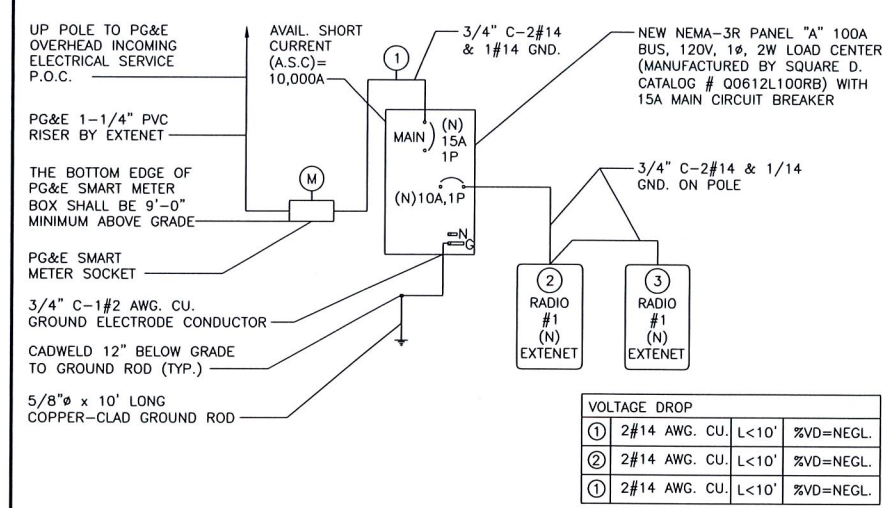 UP POLE TO PG&E
OVERHEAD INCOMING
ELECTRICAL SERVICE
P.O.C.
PG&E 1-1/4" PVC
RISER BY EXTENET
THE BOTTOM EDGE OF
PG&E SMART METER
BOX SHALL BE 9'-0"
MINIMUM ABOVE GRADE
PG&E SMART
METER SOCKET
3/4" C-1#2 AWG. CU.
GROUND ELECTRODE CONDUCTOR
CADWELD 12" BELOW GRADE
TO GROUND ROD (TYP.)
5/8"ø x 10' LONG
COPPER-CLAD GROUND ROD
M
AVAIL. SHORT
CURRENT
(A.S.C)=
10,000A
1
3/4" C-2#14
& 1#14 GND.
MAIN
(N)
15A
1P
(N)10A,1P
N
G
NEW NEMA-3R PANEL "A" 100A
BUS, 120V, 1ø, 2W LOAD CENTER
(MANUFACTURED BY SQUARE D.
CATALOG # Q0612L100RB) WITH
15A MAIN CIRCUIT BREAKER
3/4" C-2#14 & 1/14
GND. ON POLE
2
RADIO
#1
(N)
EXTENET
3
RADIO
#1
(N)
EXTENET
VOLTAGE DROP
1 2#14 AWG. CU. L<10' %VD=NEGL.
2 2#14 AWG. CU. L<10' %VD=NEGL.
1 2#14 AWG. CU. L<10' %VD=NEGL.